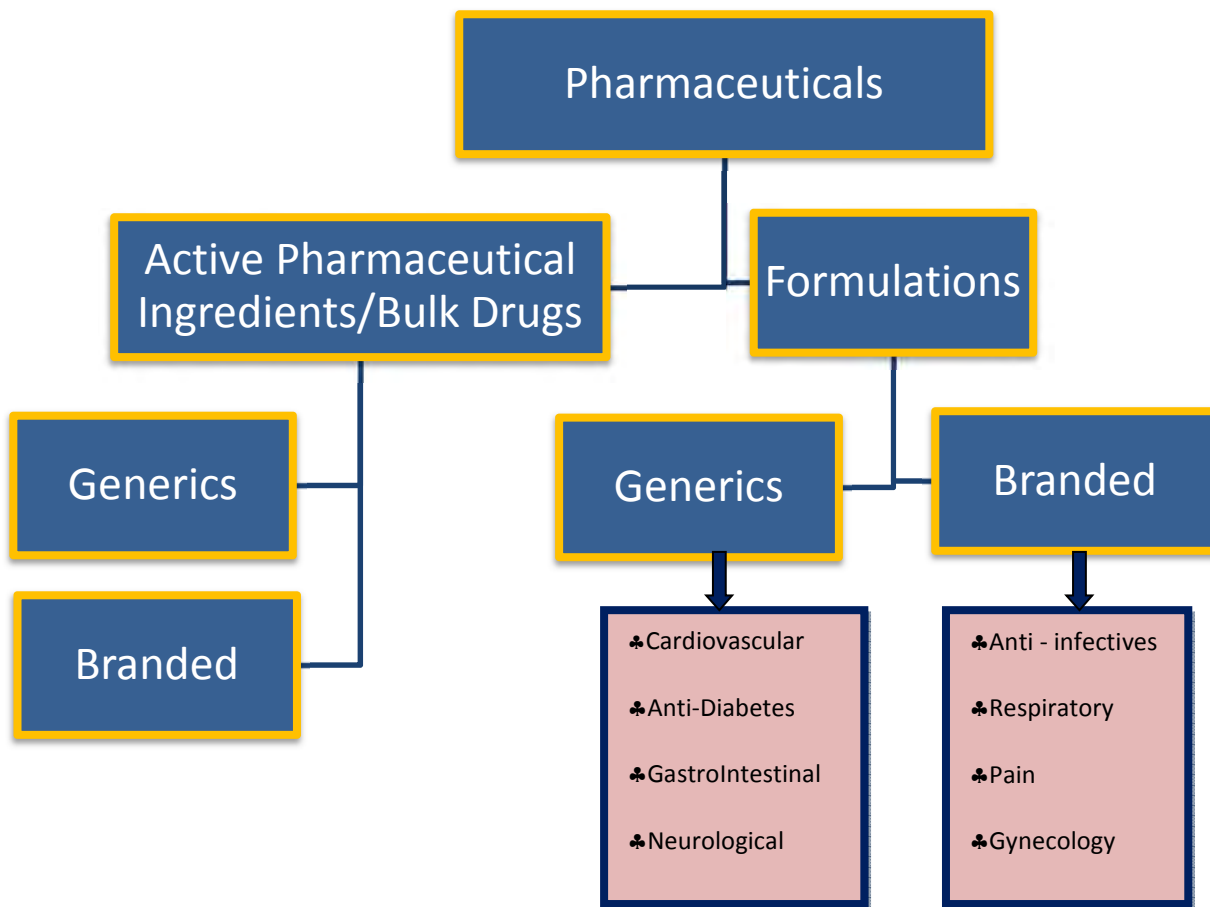 Pharmaceuticals
Active Pharmaceutical
Ingredients/Bulk Drugs
Formulations
Generics
Branded
Generics
Branded
♣Cardiovascular
♣Anti-Diabetes
♣GastroIntestinal
♣Neurological
♣Anti - infectives
♣Respiratory
♣Pain
♣Gynecology